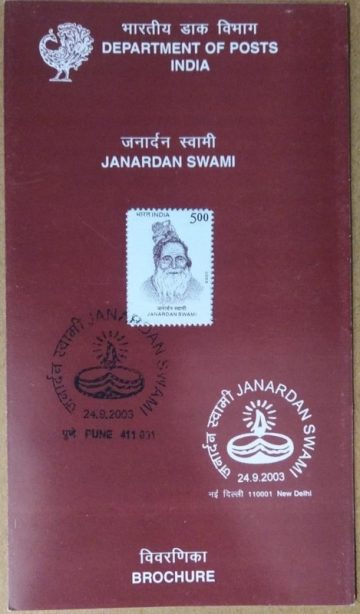 भारतीय डाक विभाग
DEPARTMENT OF POSTS
INDIA
जनार्दन स्वामी
JANARDAN SWAMI
भारत INDIA
5.00
2003
जनार्दन स्वामी
JANARDAN SWAMI
जनार्दन स्वामी JANARDAN SWAMI
24.9.2003
पुणे PUNE 411 031
जनार्दन स्वामी JANARDAN SWAMI
24.9.2003
नई दिल्ली 110001 New Delhi
विवरणिका
BROCHURE